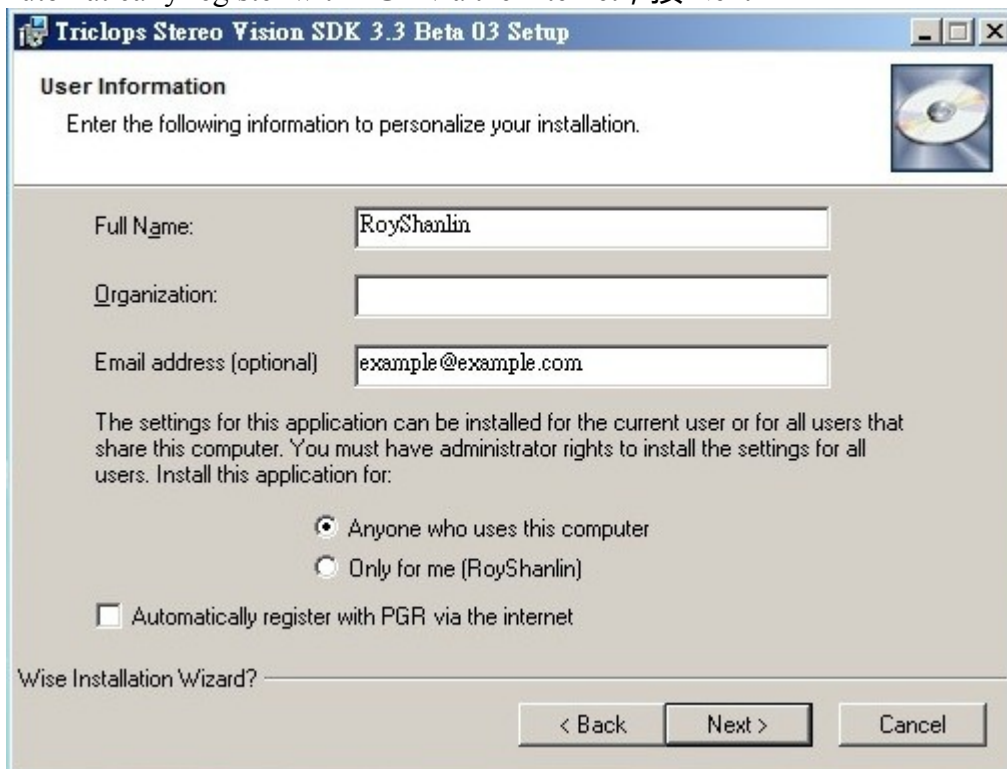 Triclops Stereo Vision SDK 3.3 Beta 03 Setup
User Information
Enter the following information to personalize your installation.
Full Name:
RoyShanlin
Organization:
Email address (optional)
example@example.com
The settings for this application can be installed for the current user or for all users that
share this computer. You must have administrator rights to install the settings for all
users. Install this application for:
Anyone who uses this computer
Only for me (RoyShanlin)
Automatically register with PGR via the internet
Wise Installation Wizard?
< Back
Next >
Cancel